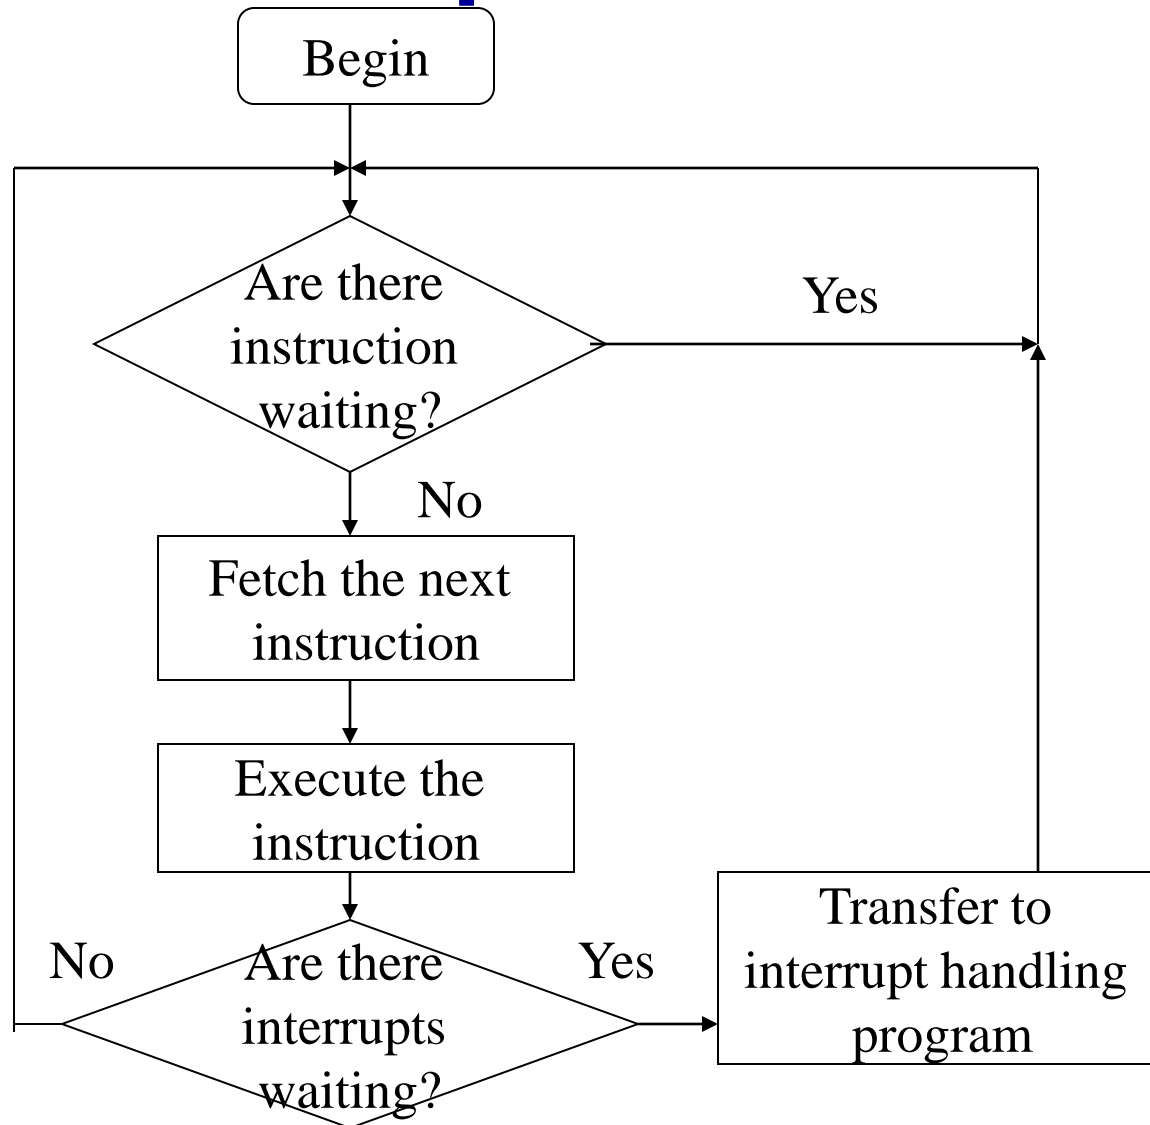 Begin
Are there
instruction
waiting?
Yes
No
Fetch the next
instruction
Execute the
instruction
No
Are there
interrupts
waiting?
Yes
Transfer to
interrupt handling
program